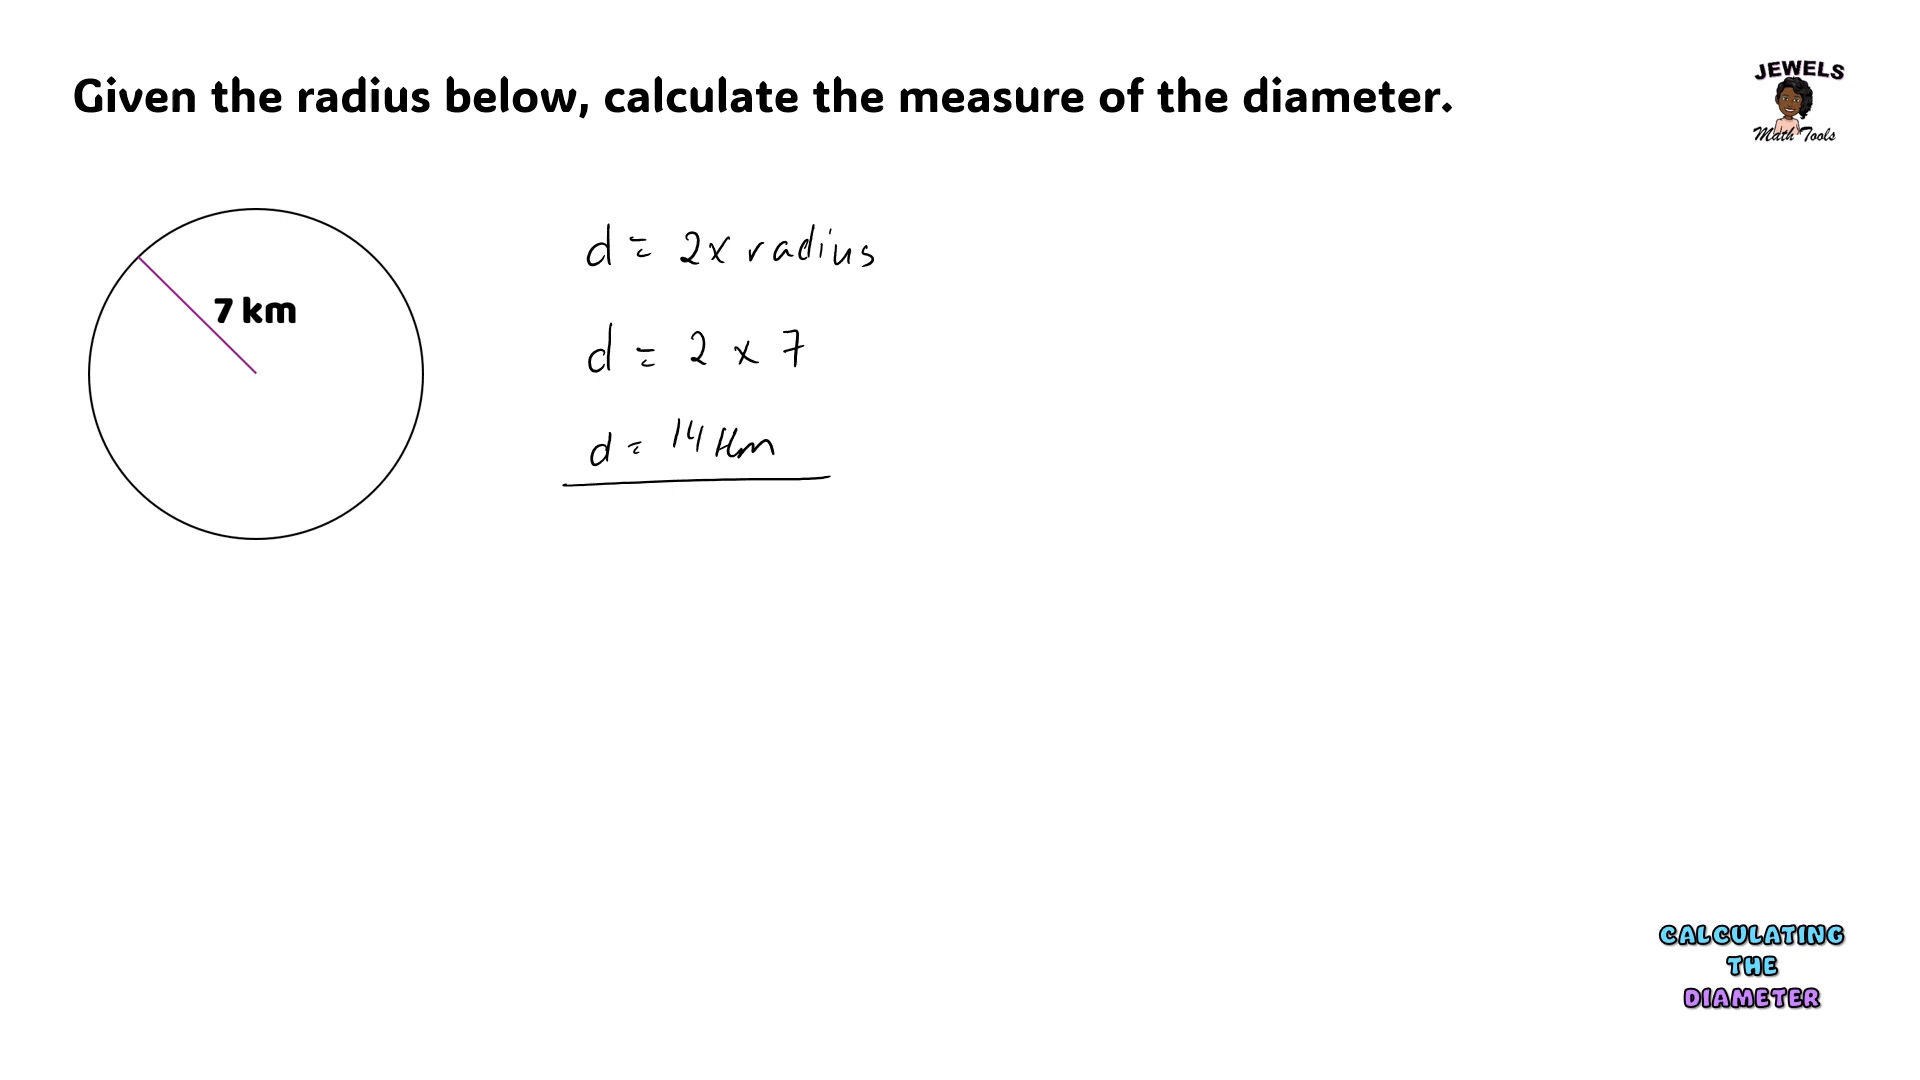 Given the radius below, calculate the measure of the diameter.
JEWELS
Math Tools
7 km
d = 2x radius
d = 2 x 7
d = 14 km
CALCULATING
THE
DIAMETER